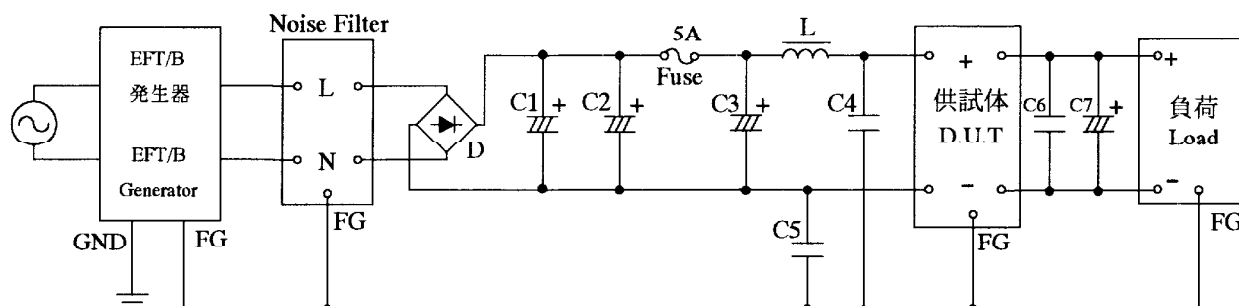 Noise Filter
EFT/B
発生器
EFT/B
Generator
GND
FG
L
N
FG
D
C1 +
C2 +
5A
Fuse
C3 +
L
C4
C5
+
供試体
D.U.T
-
FG
C6
C7 +
+
負荷
Load
-
FG